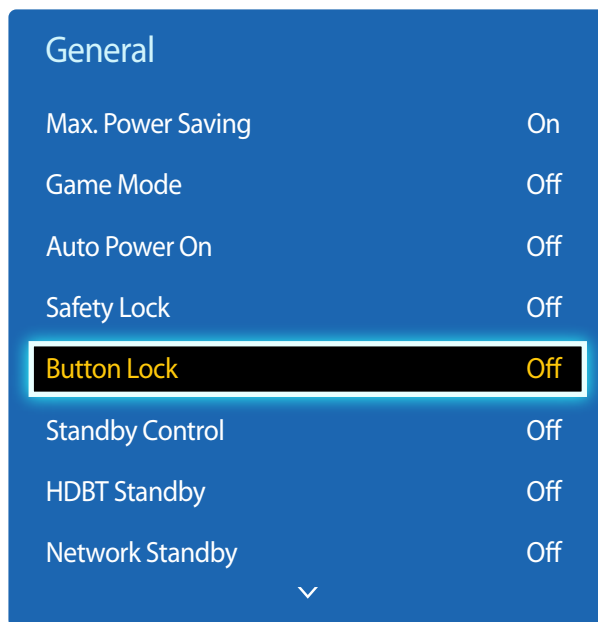 General
Max. Power Saving On
Game Mode Off
Auto Power On Off
Safety Lock Off
Button Lock Off
Standby Control Off
HDBT Standby Off
Network Standby Off